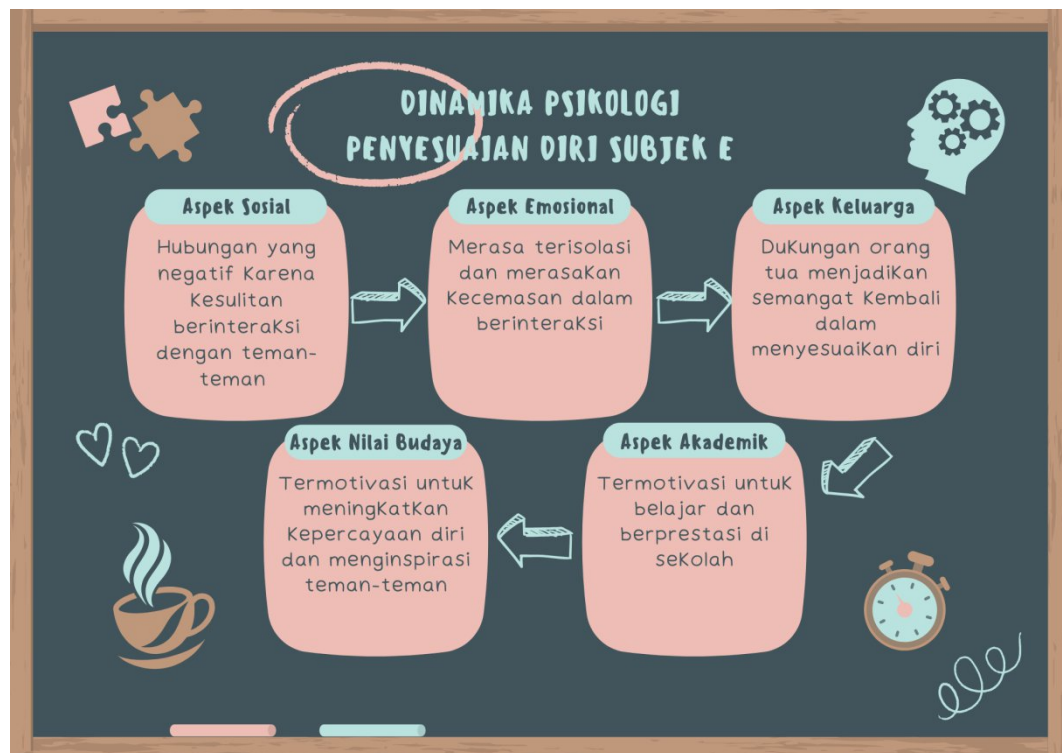 DINAMIKA PSIKOLOGI
PENYESUAIAN DIRI SUBJEK E
Aspek Sosial
Hubungan yang
negatif karena
kesulitan
berinteraksi
dengan teman-
teman
Aspek Emosional
Merasa terisolasi
dan merasakan
kecemasan dalam
berinteraksi
Aspek Keluarga
Dukungan orang
tua menjadikan
semangat kembali
dalam
menyesuaikan diri
Aspek Akademik
Termotivasi untuk
belajar dan
berprestasi di
sekolah
Aspek Nilai Budaya
Termotivasi untuk
meningkatkan
kepercayaan diri
dan menginspirasi
teman-teman